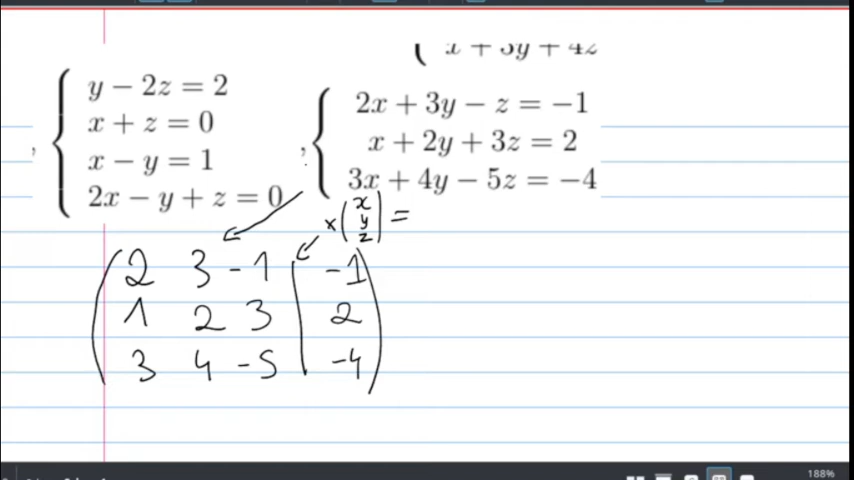 y − 2z = 2
x + z = 0
x − y = 1
2x − y + z = 0
,
,
2x + 3y − z = −1
x + 2y + 3z = 2
3x + 4y − 5z = −4
× ( x y z ) =
2 3 -1 | -1
1 2 3 | 2
3 4 -5 | -4
188%